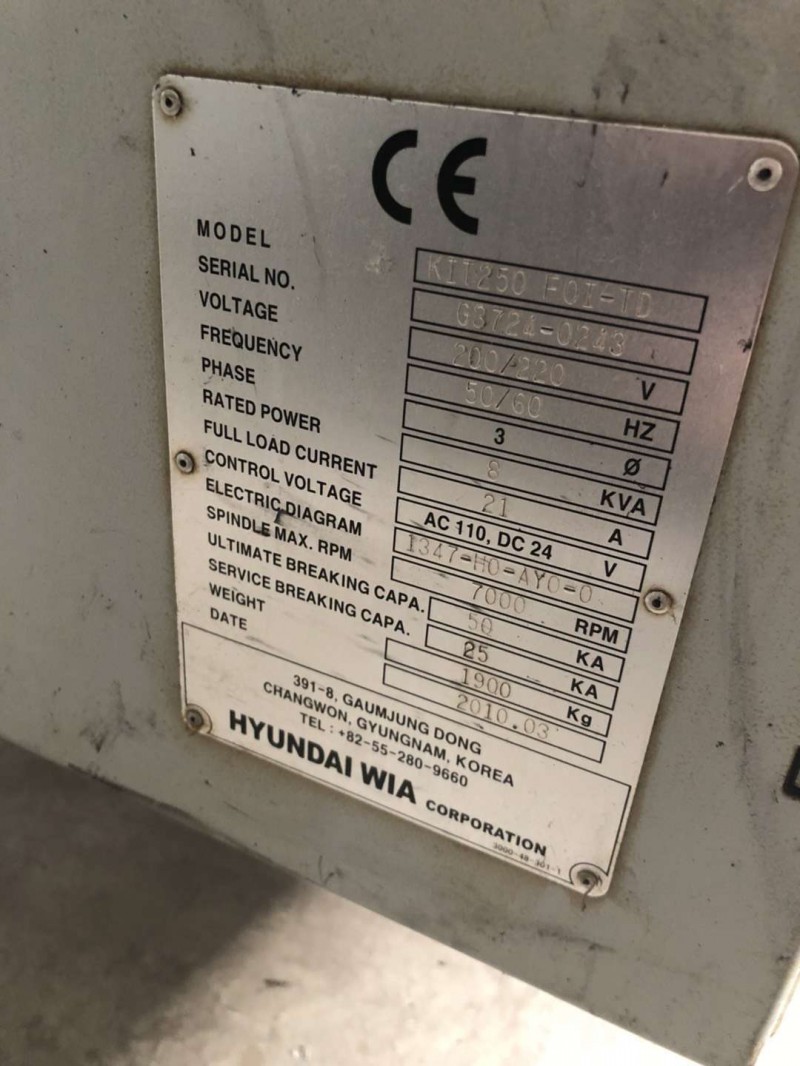 CE
MODEL KIT250 FOI-TD
SERIAL NO. G3724-0243
VOLTAGE 200/220 V
FREQUENCY 50/60 HZ
PHASE 3 Ø
RATED POWER 8 KVA
FULL LOAD CURRENT 21 A
CONTROL VOLTAGE AC 110, DC 24 V
ELECTRIC DIAGRAM I347-H0-AY0-0
SPINDLE MAX. RPM 7000 RPM
ULTIMATE BREAKING CAPA. 50 KA
SERVICE BREAKING CAPA. 25 KA
WEIGHT 1900 Kg
DATE 2010.03
391-8, GAUMJUNG DONG
CHANGWON, GYUNGNAM, KOREA
TEL : +82-55-280-9660
HYUNDAI WIA CORPORATION